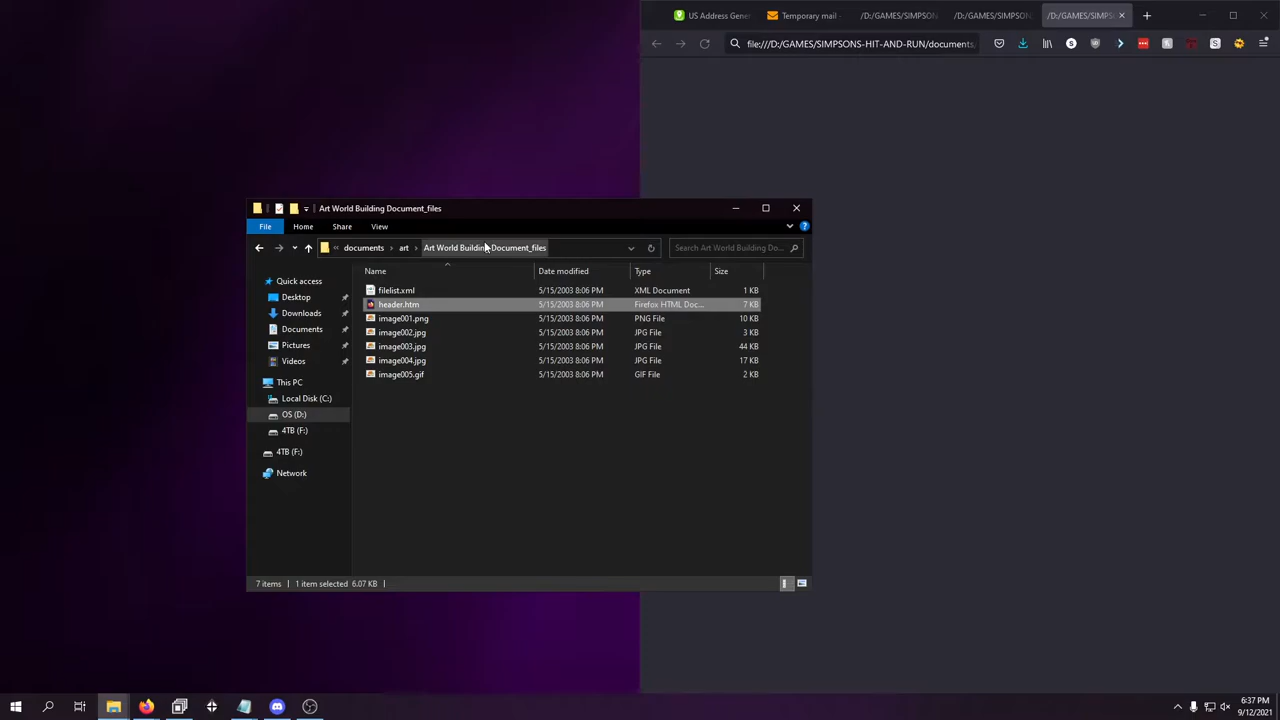 US Address Gener
Temporary mail -
/D:/GAMES/SIMPSONS
/D:/GAMES/SIMPSONS
/D:/GAMES/SIMPS
file:///D:/GAMES/SIMPSONS-HIT-AND-RUN/documents,
Art World Building Document_files
File
Home
Share
View
documents
art
Art World Building Document_files
Search Art World Building Do...
Name
Date modified
Type
Size
Quick access
Desktop
Downloads
Documents
Pictures
Videos
This PC
Local Disk (C:)
OS (D:)
4TB (F:)
4TB (F:)
Network
filelist.xml 5/15/2003 8:06 PM XML Document 1 KB
header.htm 5/15/2003 8:06 PM Firefox HTML Doc... 7 KB
image001.png 5/15/2003 8:06 PM PNG File 10 KB
image002.jpg 5/15/2003 8:06 PM JPG File 3 KB
image003.jpg 5/15/2003 8:06 PM JPG File 44 KB
image004.jpg 5/15/2003 8:06 PM JPG File 17 KB
image005.gif 5/15/2003 8:06 PM GIF File 2 KB
7 items
1 item selected 6.07 KB
6:37 PM
9/12/2021